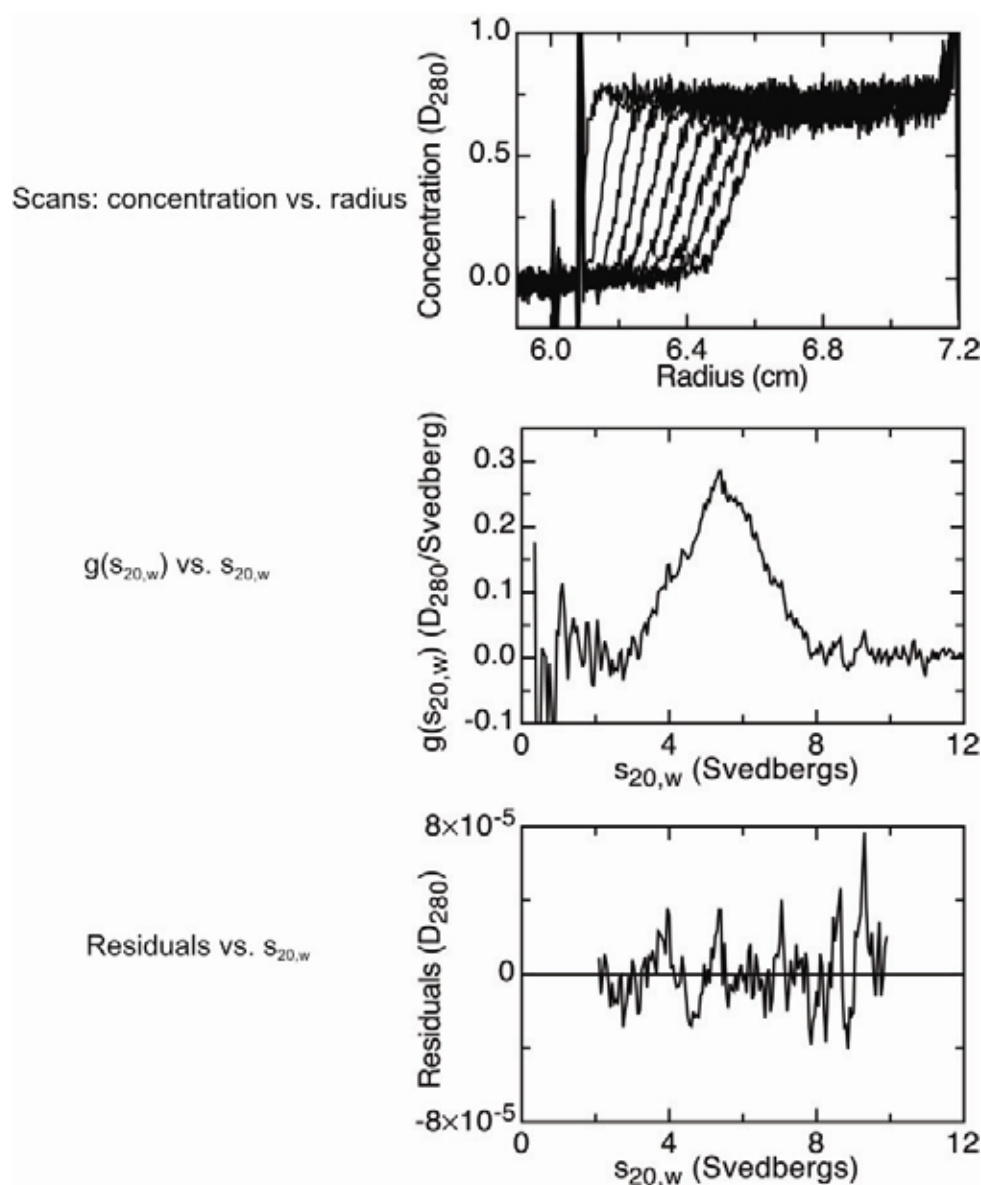 Scans: concentration vs. radius
Concentration (D280)
1.0
0.5
0.0
6.0 6.4 6.8 7.2
Radius (cm)
g(s20,w) vs. s20,w
g(s20,w) (D280/Svedberg)
0.3
0.2
0.1
0.0
-0.1
0 4 8 12
s20,w (Svedbergs)
Residuals vs. s20,w
Residuals (D280)
8×10-5
0
-8×10-5
0 4 8 12
s20,w (Svedbergs)